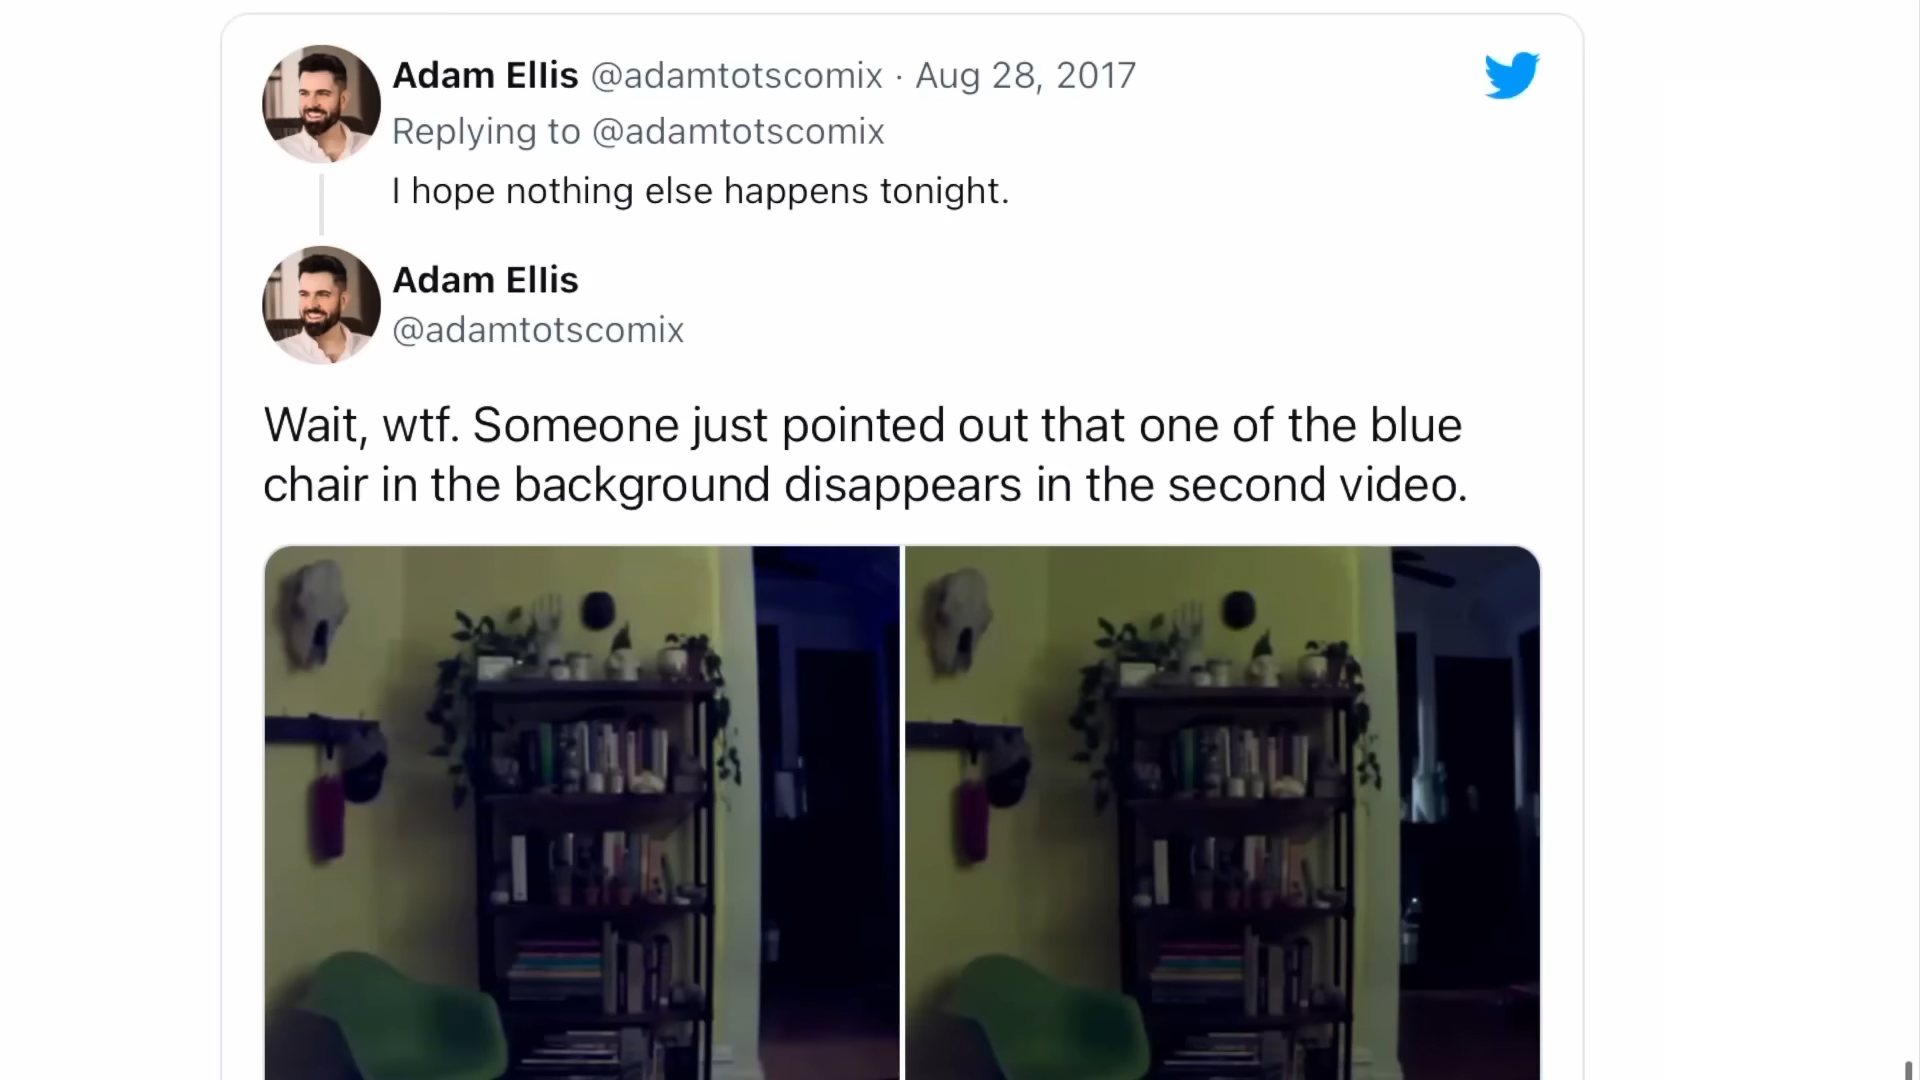 Adam Ellis @adamtotscomix · Aug 28, 2017
Replying to @adamtotscomix
I hope nothing else happens tonight.
Adam Ellis
@adamtotscomix
Wait, wtf. Someone just pointed out that one of the blue
chair in the background disappears in the second video.